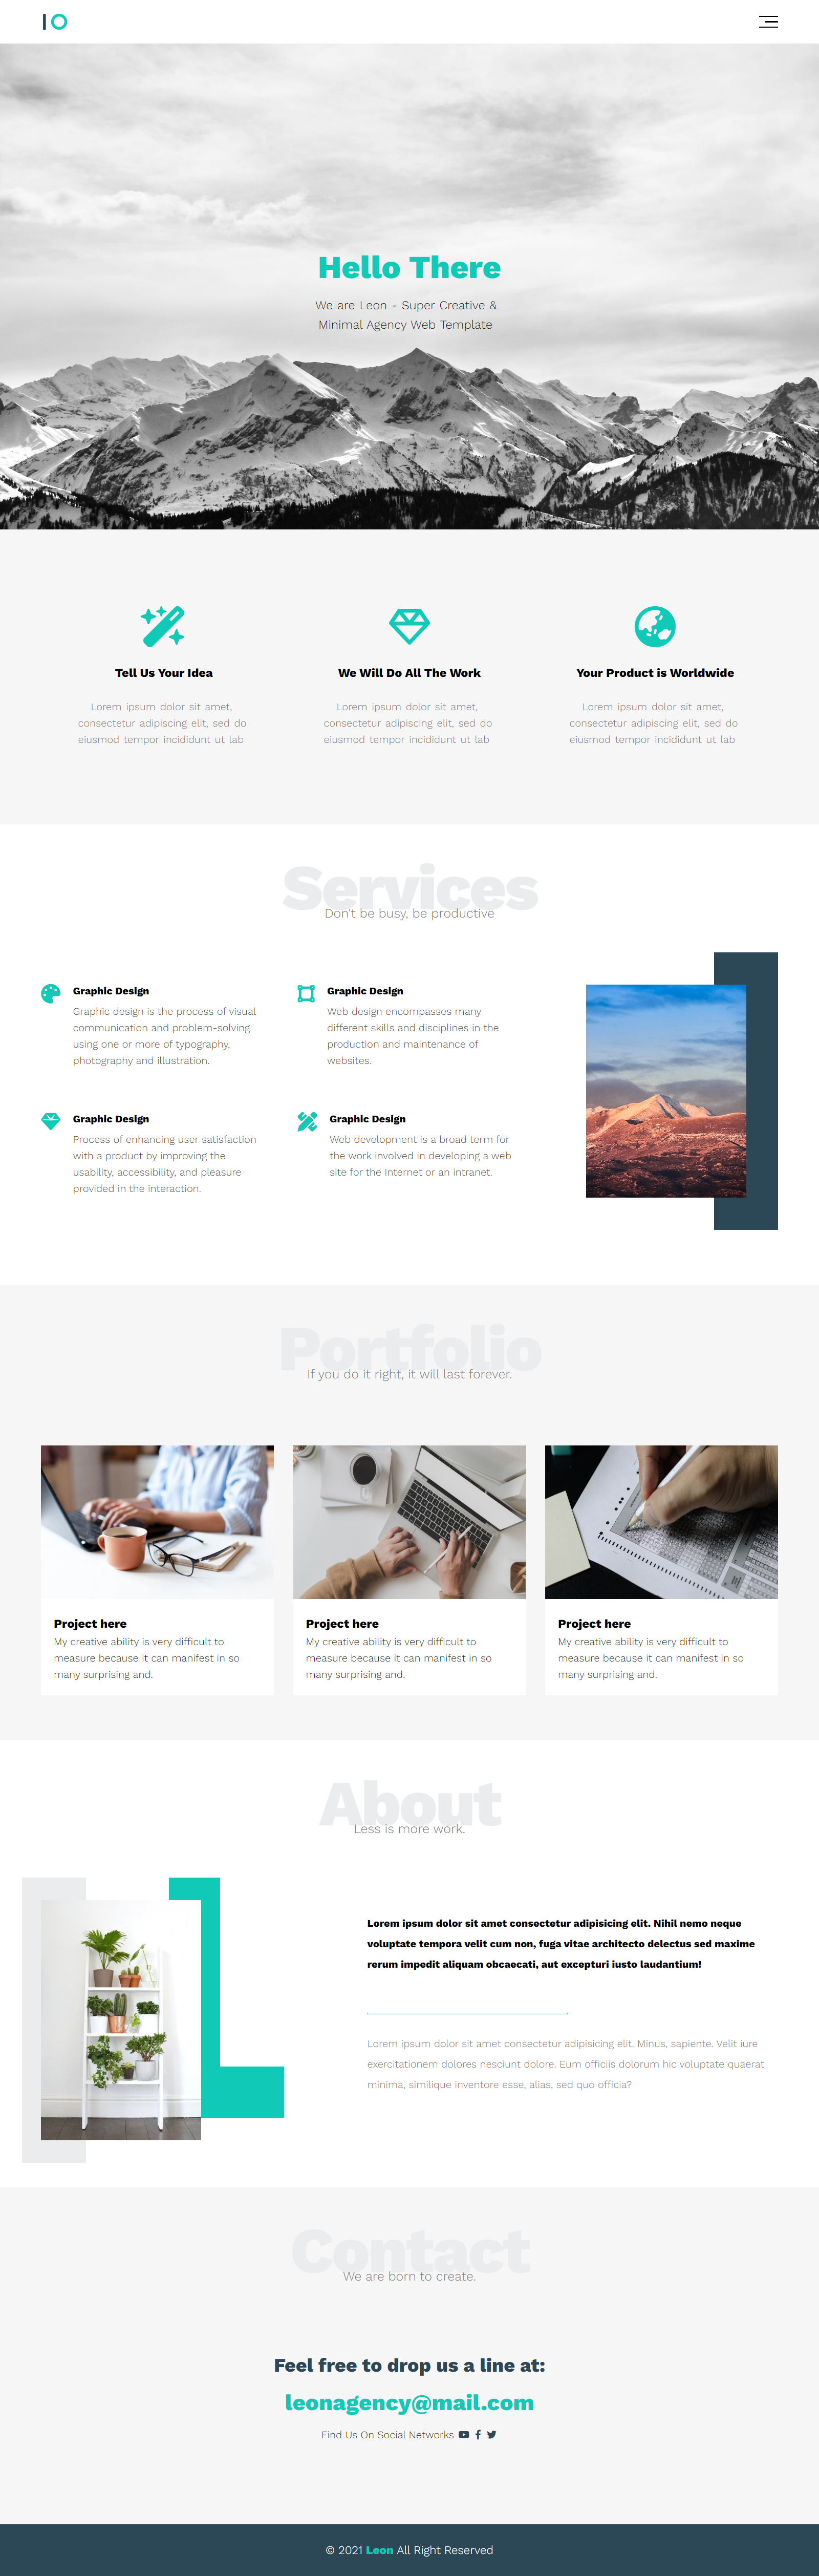 Hello There
We are Leon - Super Creative &
Minimal Agency Web Template
Tell Us Your Idea
Lorem ipsum dolor sit amet,
consectetur adipiscing elit, sed do
eiusmod tempor incididunt ut lab
We Will Do All The Work
Lorem ipsum dolor sit amet,
consectetur adipiscing elit, sed do
eiusmod tempor incididunt ut lab
Your Product is Worldwide
Lorem ipsum dolor sit amet,
consectetur adipiscing elit, sed do
eiusmod tempor incididunt ut lab
Services
Don't be busy, be productive
Graphic Design
Graphic design is the process of visual
communication and problem-solving
using one or more of typography,
photography and illustration.
Graphic Design
Web design encompasses many
different skills and disciplines in the
production and maintenance of
websites.
Graphic Design
Process of enhancing user satisfaction
with a product by improving the
usability, accessibility, and pleasure
provided in the interaction.
Graphic Design
Web development is a broad term for
the work involved in developing a web
site for the Internet or an intranet.
Portfolio
If you do it right, it will last forever.
Project here
My creative ability is very difficult to
measure because it can manifest in so
many surprising and.
Project here
My creative ability is very difficult to
measure because it can manifest in so
many surprising and.
Project here
My creative ability is very difficult to
measure because it can manifest in so
many surprising and.
About
Less is more work.
Lorem ipsum dolor sit amet consectetur adipisicing elit. Nihil nemo neque
voluptate tempora velit cum non, fuga vitae architecto delectus sed maxime
rerum impedit aliquam obcaecati, aut excepturi iusto laudantium!
Lorem ipsum dolor sit amet consectetur adipisicing elit. Minus, sapiente. Velit iure
exercitationem dolores nesciunt dolore. Eum officiis dolorum hic voluptate quaerat
minima, similique inventore esse, alias, sed quo officia?
Contact
We are born to create.
Feel free to drop us a line at:
leonagency@mail.com
Find Us On Social Networks
© 2021 Leon All Right Reserved